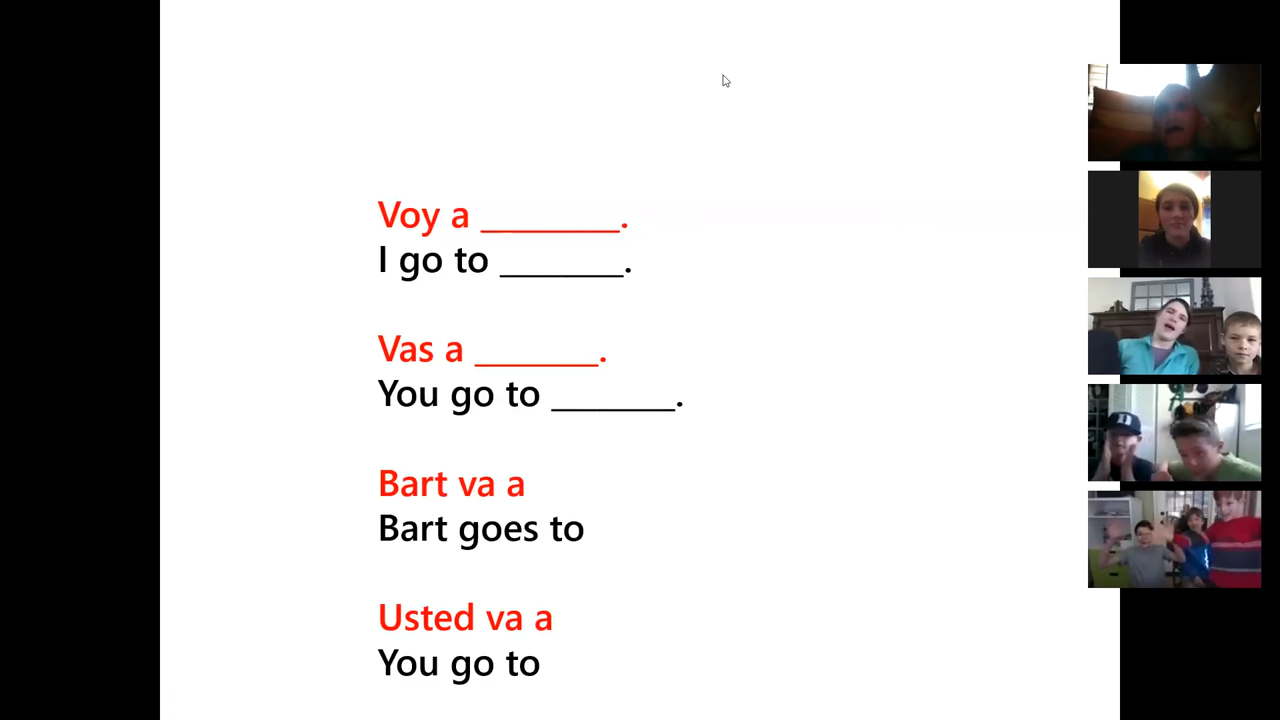 Voy a _________.
I go to ________.
Vas a ________.
You go to ________.
Bart va a
Bart goes to
Usted va a
You go to